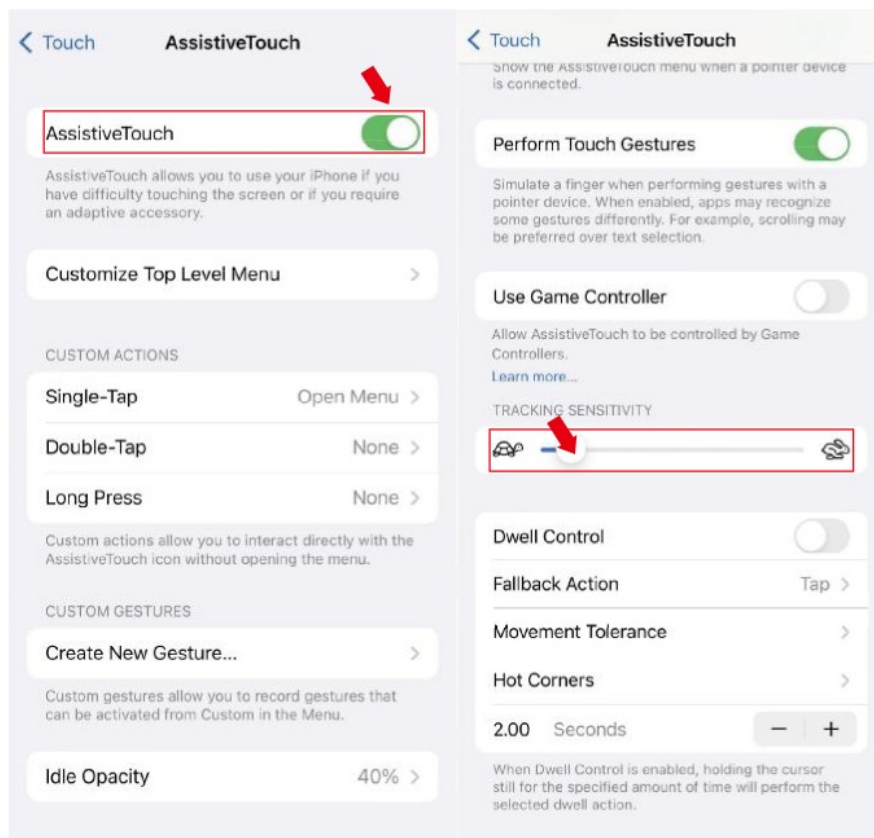 Touch
AssistiveTouch
AssistiveTouch
AssistiveTouch allows you to use your iPhone if you
have difficulty touching the screen or if you require
an adaptive accessory.
Customize Top Level Menu
CUSTOM ACTIONS
Single-Tap Open Menu
Double-Tap None
Long Press None
Custom actions allow you to interact directly with the
AssistiveTouch icon without opening the menu.
CUSTOM GESTURES
Create New Gesture...
Custom gestures allow you to record gestures that
can be activated from Custom in the Menu.
Idle Opacity 40%
Touch
AssistiveTouch
Show the AssistiveTouch menu when a pointer device
is connected.
Perform Touch Gestures
Simulate a finger when performing gestures with a
pointer device. When enabled, apps may recognize
some gestures differently. For example, scrolling may
be preferred over text selection.
Use Game Controller
Allow AssistiveTouch to be controlled by Game
Controllers.
Learn more...
TRACKING SENSITIVITY
Dwell Control
Fallback Action Tap
Movement Tolerance
Hot Corners
2.00 Seconds − +
When Dwell Control is enabled, holding the cursor
still for the specified amount of time will perform the
selected dwell action.